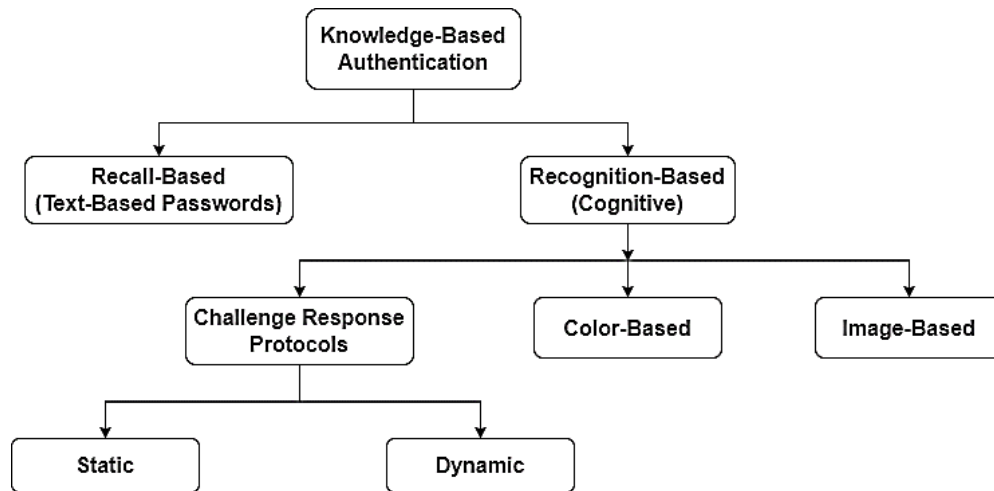 Knowledge-Based
Authentication
Recall-Based
(Text-Based Passwords)
Recognition-Based
(Cognitive)
Challenge Response
Protocols
Color-Based
Image-Based
Static
Dynamic